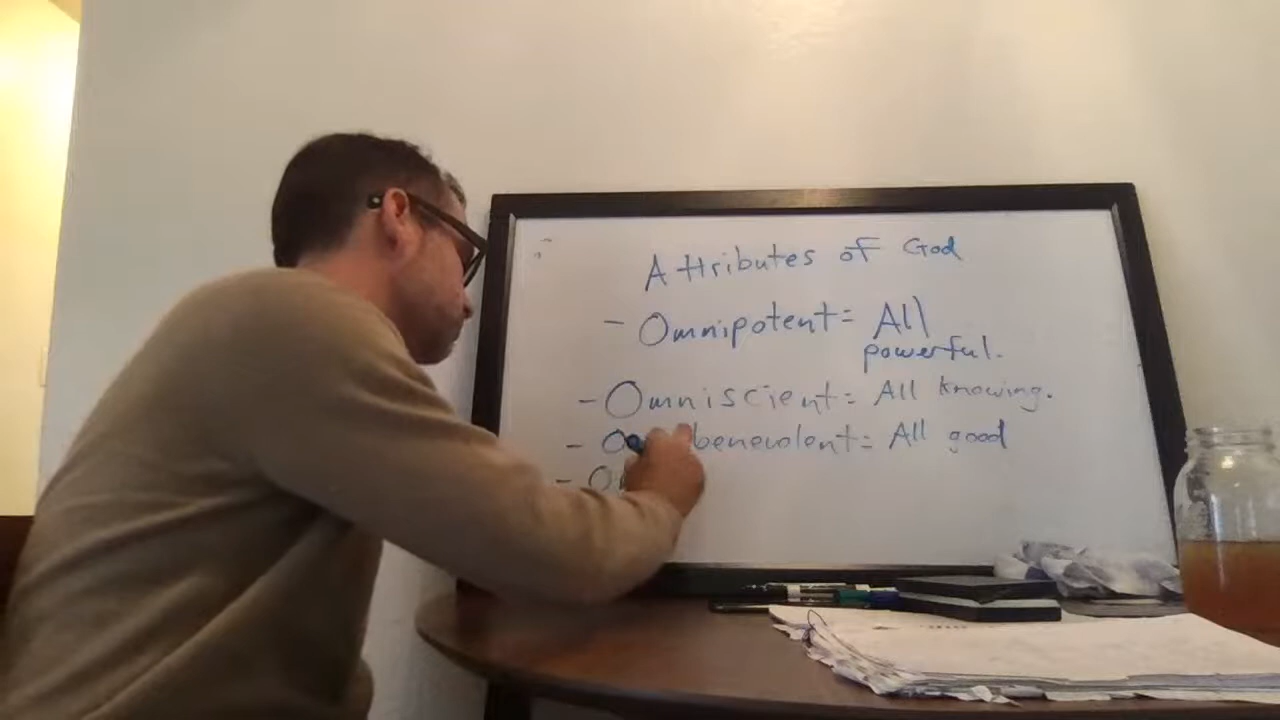 Attributes of God
- Omnipotent = All
powerful.
- Omniscient = All knowing.
- benevolent = All good
-